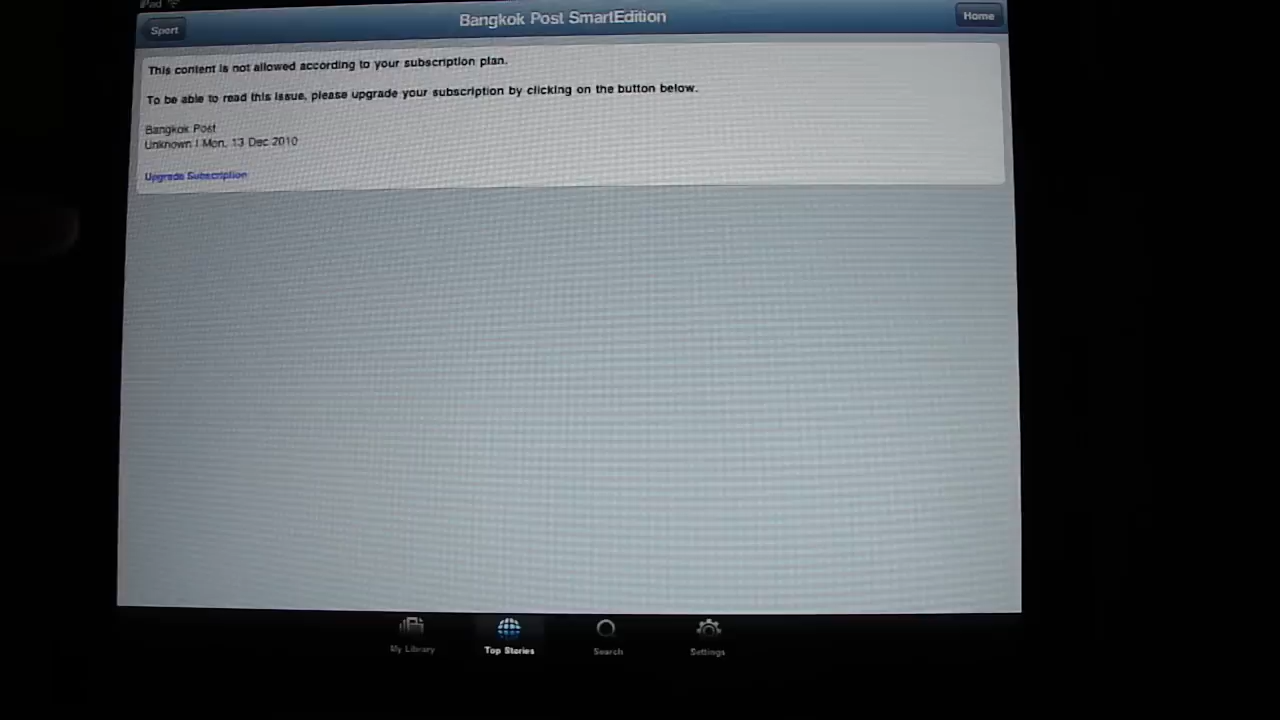 iPad
Sport
Bangkok Post SmartEdition
Home
This content is not allowed according to your subscription plan.
To be able to read this issue, please upgrade your subscription by clicking on the button below.
Bangkok Post
Unknown | Mon, 13 Dec 2010
Upgrade Subscription
My Library
Top Stories
Search
Settings